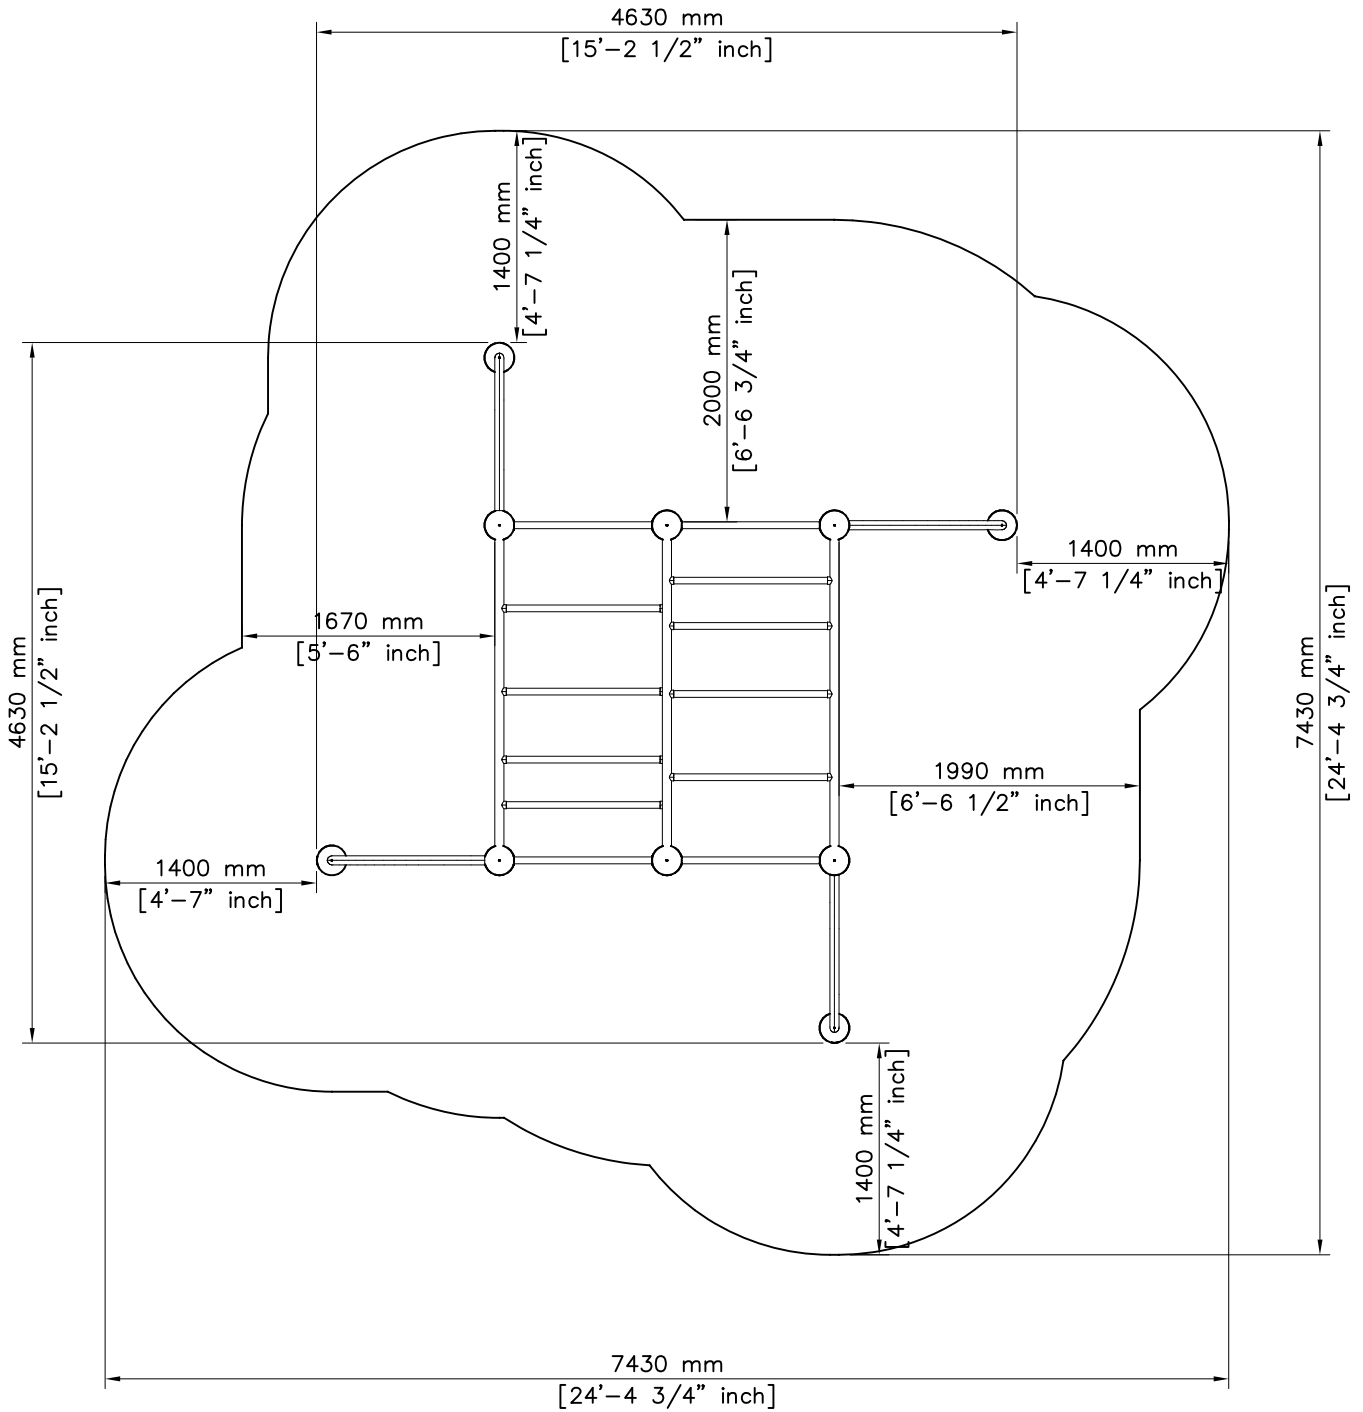 4630 mm
[15'-2 1/2" inch]
1400 mm
[4'-7 1/4" inch]
2000 mm
[6'-6 3/4" inch]
1400 mm
[4'-7 1/4" inch]
1670 mm
[5'-6" inch]
4630 mm
[15'-2 1/2" inch]
7430 mm
[24'-4 3/4" inch]
1990 mm
[6'-6 1/2" inch]
1400 mm
[4'-7" inch]
1400 mm
[4'-7 1/4" inch]
7430 mm
[24'-4 3/4" inch]